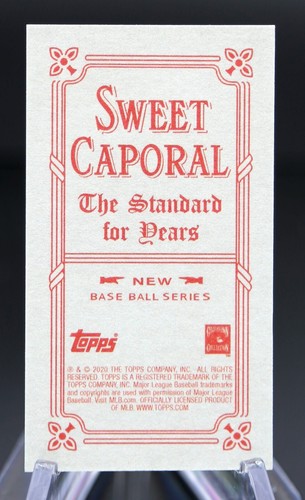 SWEET
CAPORAL
The Standard
for Years
NEW
BASE BALL SERIES
Topps
® & © 2020 THE TOPPS COMPANY, INC. ALL RIGHTS
RESERVED. TOPPS IS A REGISTERED TRADEMARK OF THE
TOPPS COMPANY, INC. Major League Baseball trademarks
and copyrights are used with permission of Major League
Baseball. Visit MLB.com. OFFICIALLY LICENSED PRODUCT
OF MLB. WWW.TOPPS.COM